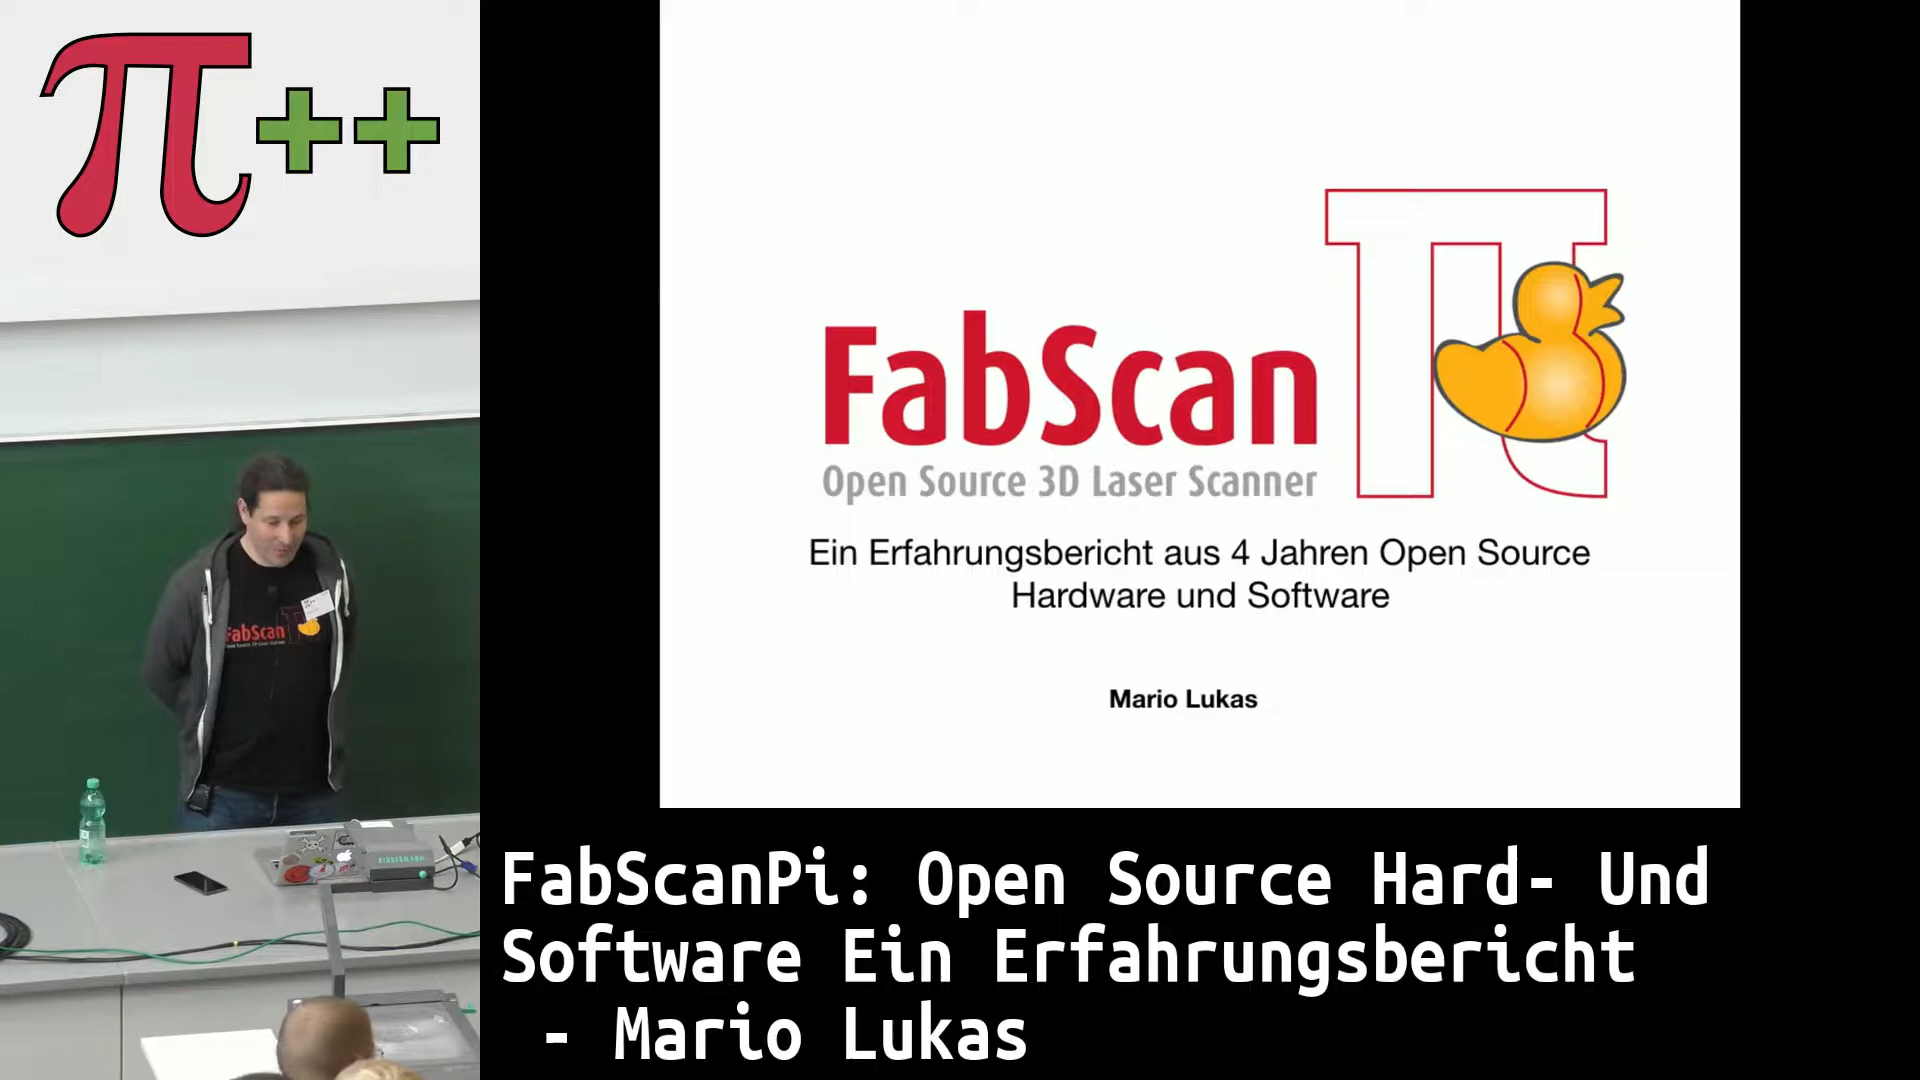 π++
FabScan
Open Source 3D Laser Scanner
Ein Erfahrungsbericht aus 4 Jahren Open Source
Hardware und Software
Mario Lukas
FabScan
KINDERMANN
FabScanPi: Open Source Hard- Und
Software Ein Erfahrungsbericht
- Mario Lukas